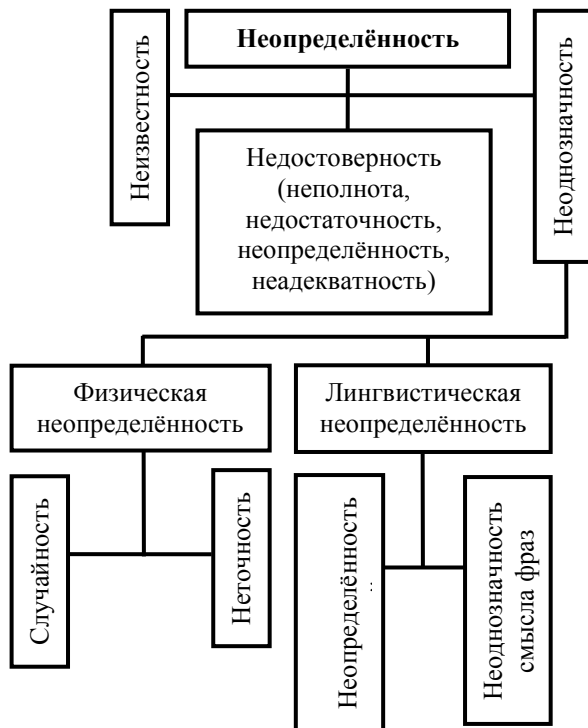 Неопределённость
Неизвестность
Недостоверность
(неполнота,
недостаточность,
неопределённость,
неадекватность)
Неоднозначность
Физическая
неопределённость
Лингвистическая
неопределённость
Случайность
Неточность
Неопределённость
Неоднозначность
смысла фраз